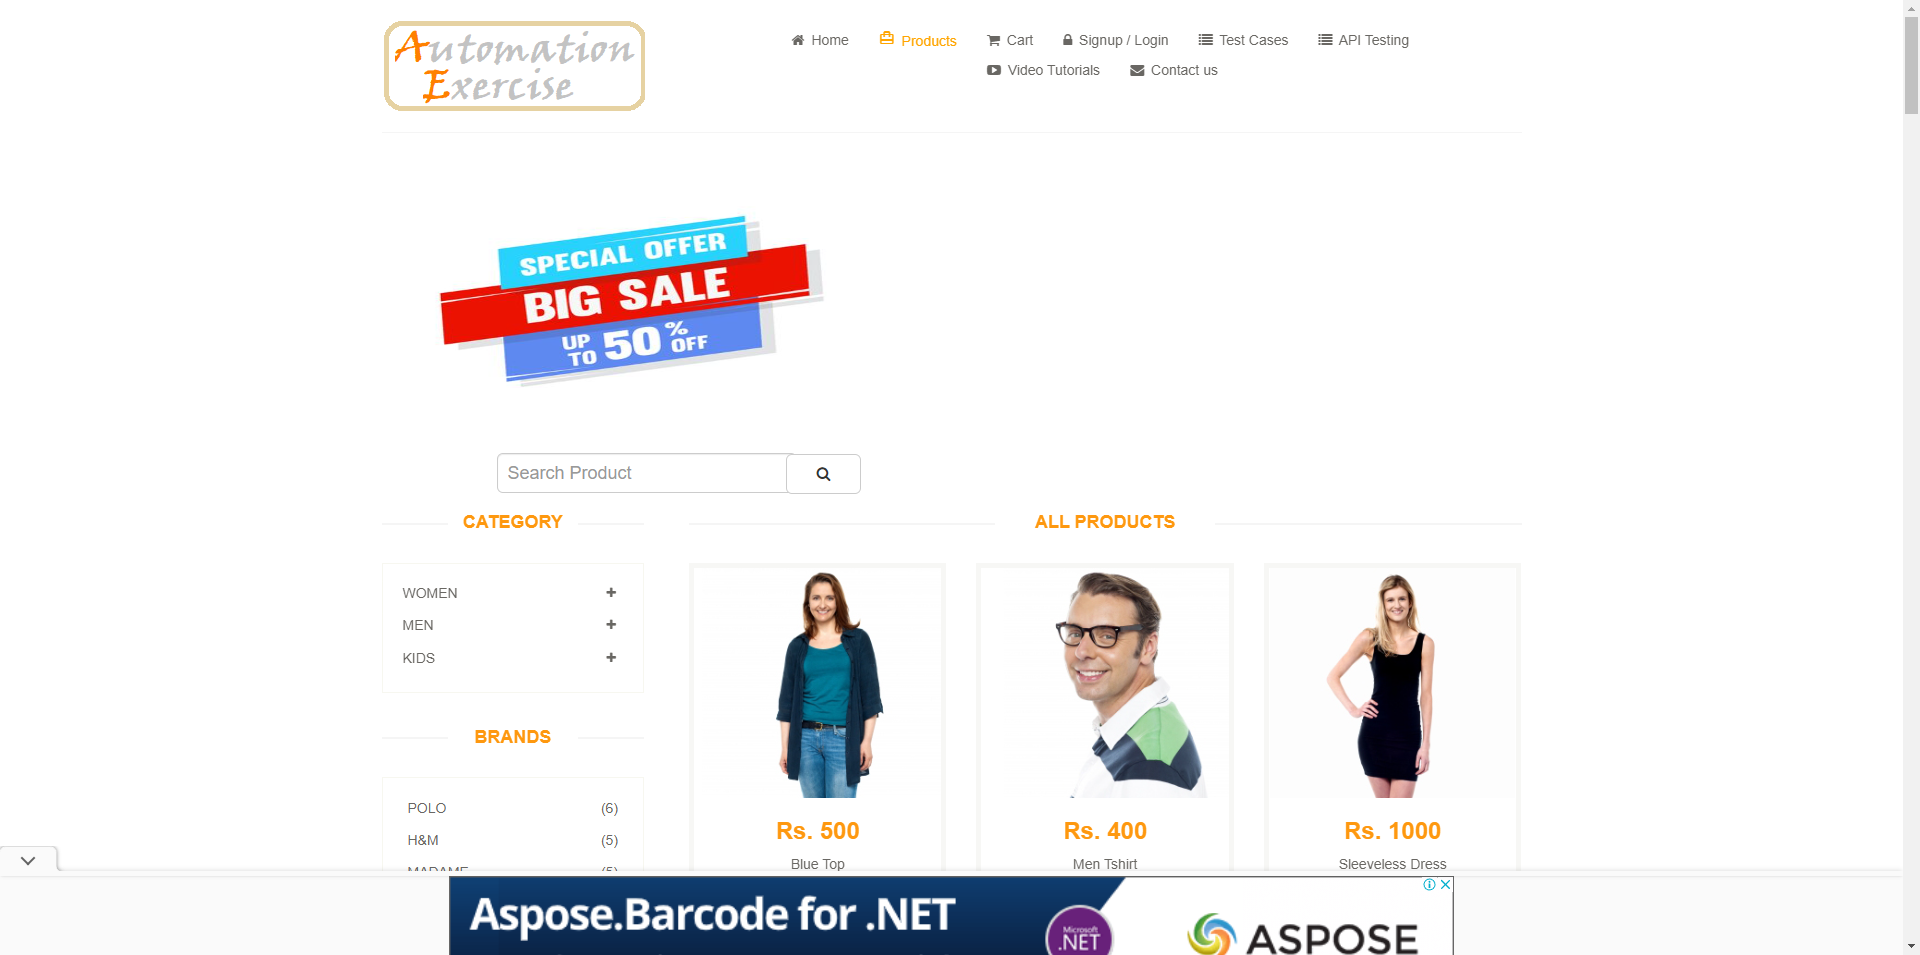 Automation
Exercise
Home
Products
Cart
Signup / Login
Test Cases
API Testing
Video Tutorials
Contact us
SPECIAL OFFER
BIG SALE
UP TO 50% OFF
Search Product
CATEGORY
WOMEN
MEN
KIDS
BRANDS
POLO (6)
H&M (5)
MADAME (5)
ALL PRODUCTS
Rs. 500
Blue Top
Rs. 400
Men Tshirt
Rs. 1000
Sleeveless Dress
Aspose.Barcode for .NET
Microsoft
.NET
ASPOSE